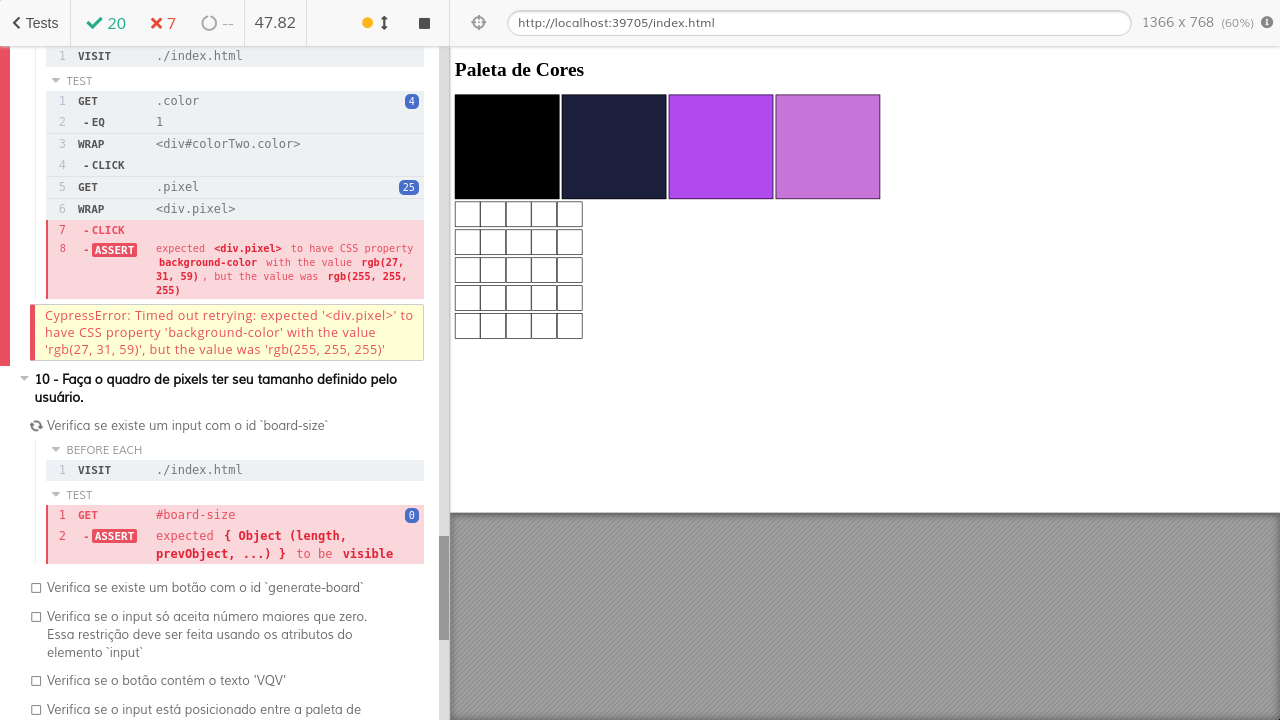 Tests
20
7
--
47.82
http://localhost:39705/index.html
1366 x 768 (60%)
1 VISIT ./index.html
TEST
1 GET .color 4
2 - EQ 1
3 WRAP <div#colorTwo.color>
4 - CLICK
5 GET .pixel 25
6 WRAP <div.pixel>
7 - CLICK
8 - ASSERT expected <div.pixel> to have CSS property
background-color with the value rgb(27,
31, 59) , but the value was rgb(255, 255,
255)
CypressError: Timed out retrying: expected '<div.pixel>' to
have CSS property 'background-color' with the value
'rgb(27, 31, 59)', but the value was 'rgb(255, 255, 255)'
10 - Faça o quadro de pixels ter seu tamanho definido pelo
usuário.
Verifica se existe um input com o id `board-size`
BEFORE EACH
1 VISIT ./index.html
TEST
1 GET #board-size 0
2 - ASSERT expected { Object (length,
prevObject, ...) } to be visible
Verifica se existe um botão com o id `generate-board`
Verifica se o input só aceita número maiores que zero.
Essa restrição deve ser feita usando os atributos do
elemento `input`
Verifica se o botão contém o texto 'VQV'
Verifica se o input está posicionado entre a paleta de
Paleta de Cores